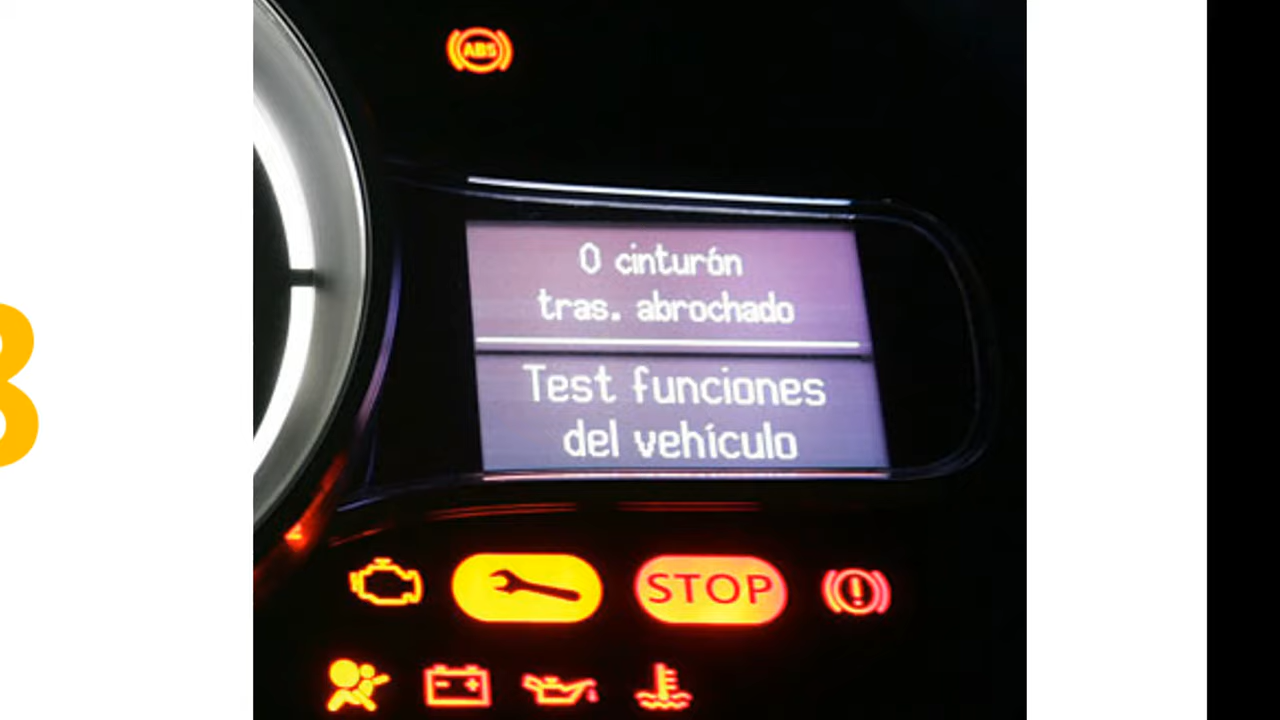 ABS
0 cinturón
tras. abrochado
Test funciones
del vehículo
STOP